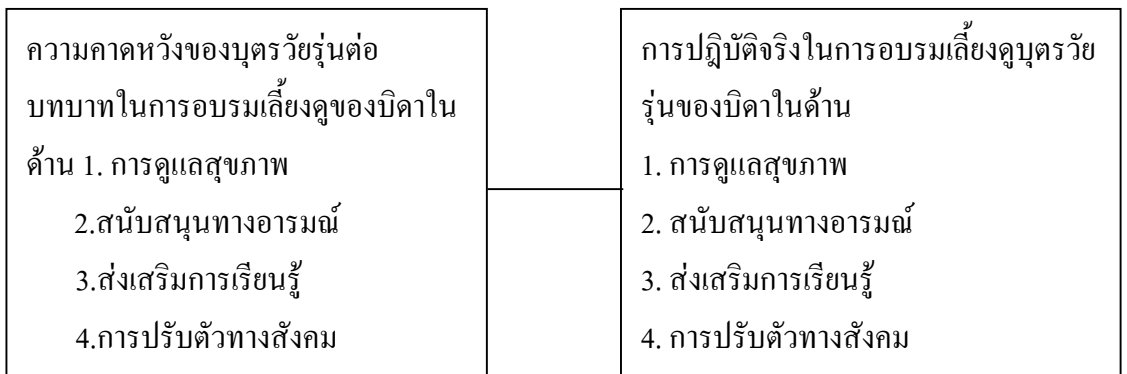 ความคาดหวังของบุตรวัยรุ่นต่อ
บทบาทในการอบรมเลี้ยงดูของบิดาใน
ด้าน 1. การดูแลสุขภาพ
2.สนับสนุนทางอารมณ์
3.ส่งเสริมการเรียนรู้
4.การปรับตัวทางสังคม
การปฎิบัติจริงในการอบรมเลี้ยงดูบุตรวัย
รุ่นของบิดาในด้าน
1. การดูแลสุขภาพ
2. สนับสนุนทางอารมณ์
3. ส่งเสริมการเรียนรู้
4. การปรับตัวทางสังคม